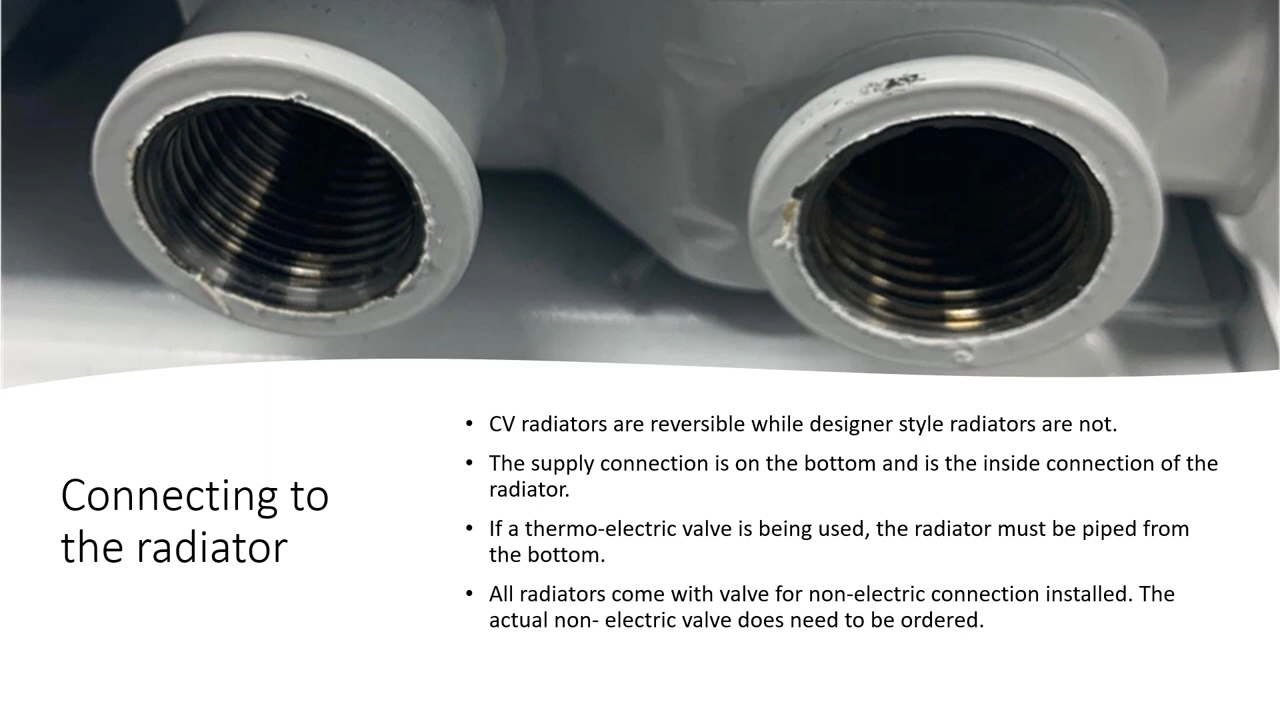 Connecting to
the radiator
• CV radiators are reversible while designer style radiators are not.
• The supply connection is on the bottom and is the inside connection of the
radiator.
• If a thermo-electric valve is being used, the radiator must be piped from
the bottom.
• All radiators come with valve for non-electric connection installed. The
actual non- electric valve does need to be ordered.